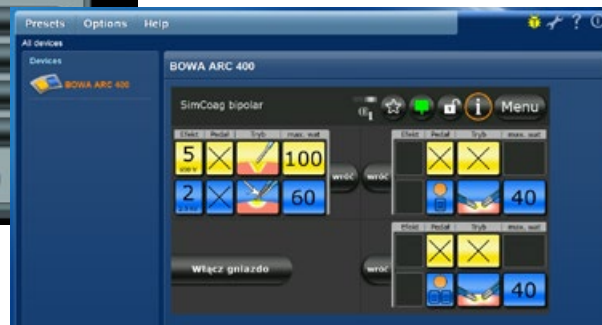 Presets Options Help
All devices
Devices
BOWA ARC 400
BOWA ARC 400
SimCoag bipolar
Menu
Efekt Pedał Tryb max. wat
5 100
wróć
2 60
Efekt Pedał Tryb max. wat
wróć
40
Efekt Pedał Tryb max. wat
Włącz gniazdo
wróć
40